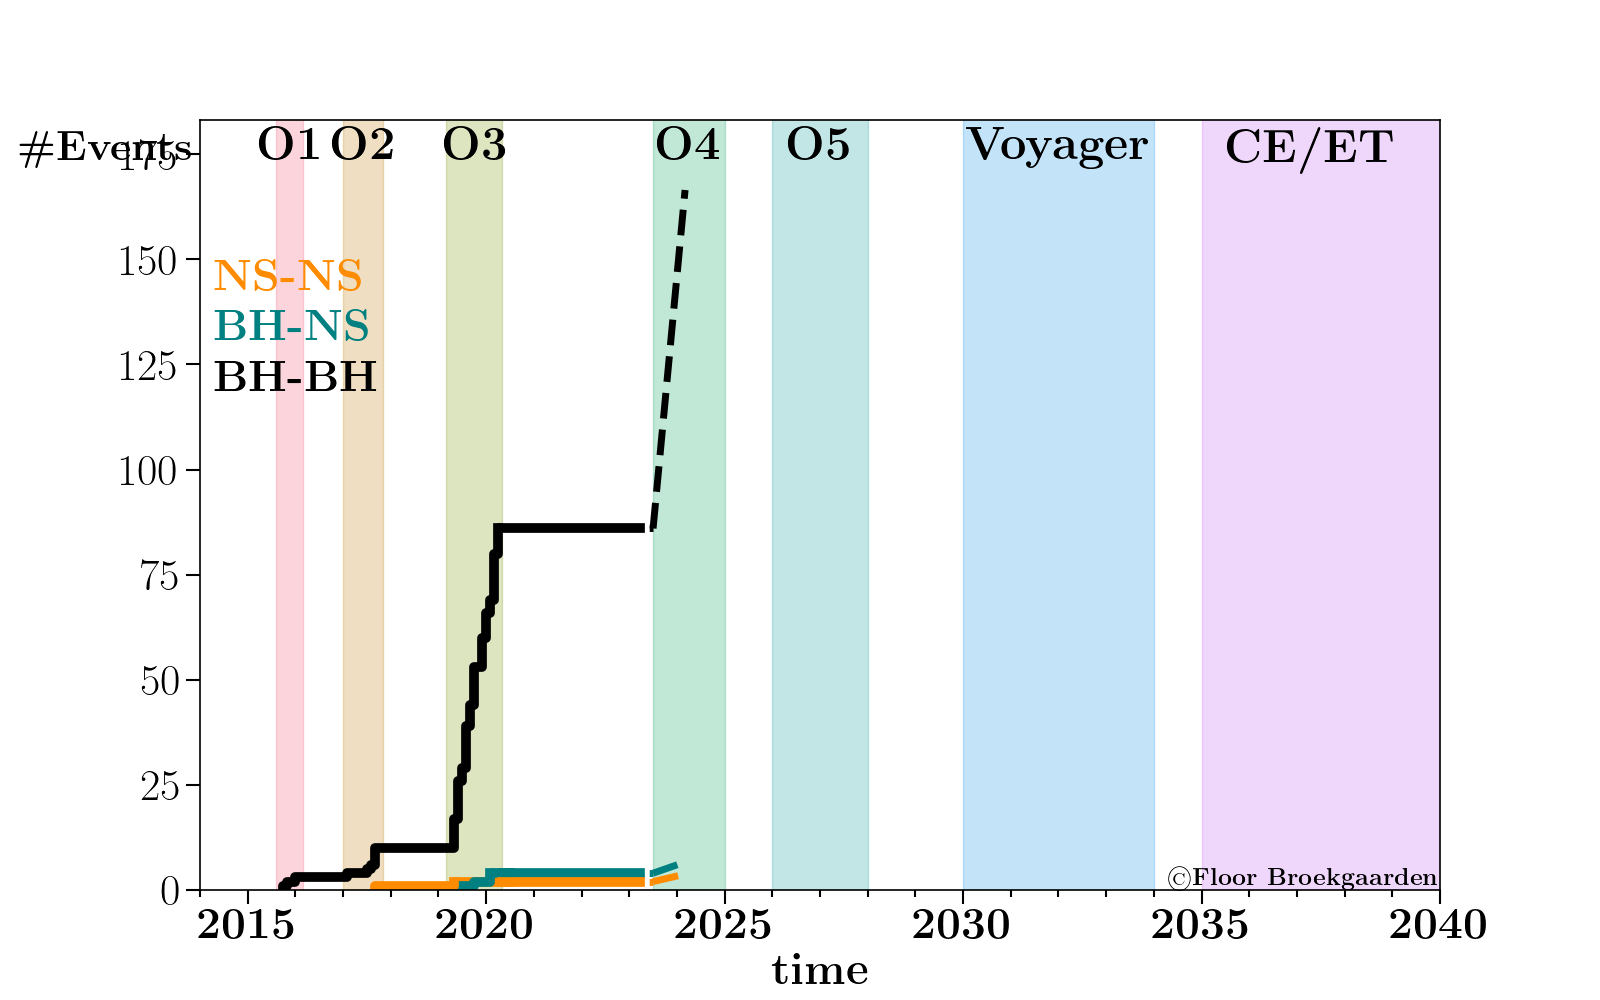 #Events
O1 O2 O3 O4 O5 Voyager CE/ET
175
150
NS-NS
BH-NS
125
BH-BH
100
75
50
25
0
©Floor Broekgaarden
2015 2020 2025 2030 2035 2040
time